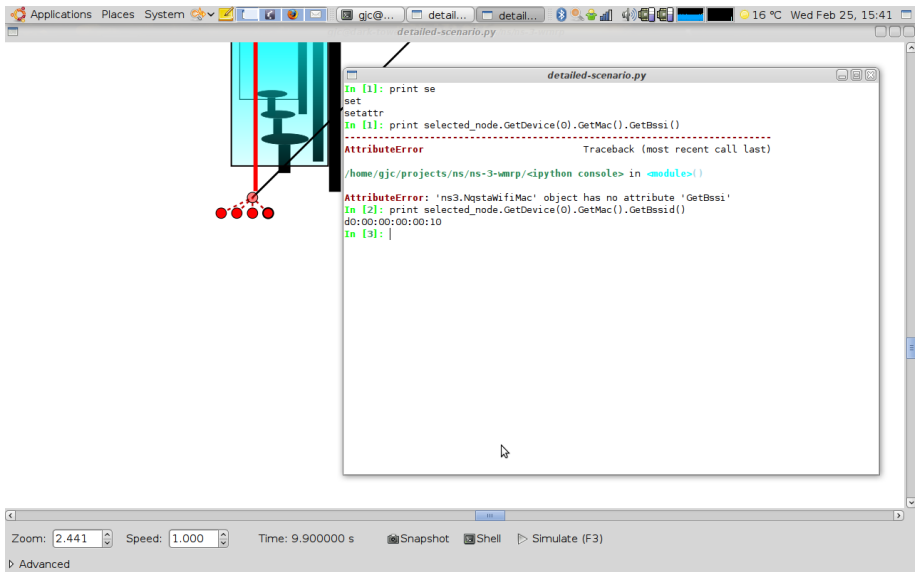 Applications Places System gjc@... detail... detail... 16 °C Wed Feb 25, 15:41
detailed-scenario.py
detailed-scenario.py
In [1]: print se
set
setattr
In [1]: print selected_node.GetDevice(0).GetMac().GetBssi()
---------------------------------------------------------------------------
AttributeError Traceback (most recent call last)
/home/gjc/projects/ns/ns-3-wmrp/<ipython console> in <module>()
AttributeError: 'ns3.NqstaWifiMac' object has no attribute 'GetBssi'
In [2]: print selected_node.GetDevice(0).GetMac().GetBssid()
d0:00:00:00:00:10
In [3]:
Zoom: 2.441 Speed: 1.000 Time: 9.900000 s Snapshot Shell Simulate (F3)
Advanced